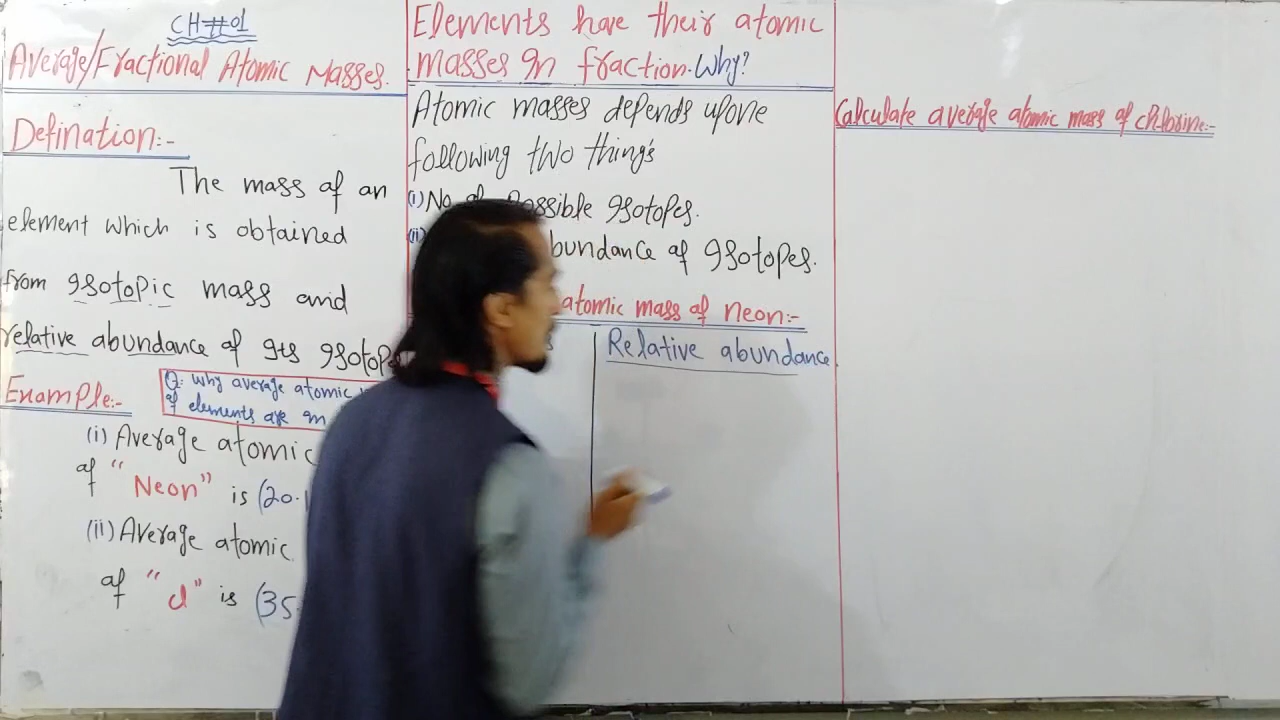 CH#01
Average/Fractional Atomic Masses.
Defination:-
The mass of an
element which is obtained
from Isotopic mass and
relative abundance of Its Isotope
Example:-
Q: Why average atomic
of elements are In
(i) Average atomic
of "Neon" is (20.
(ii) Average atomic
of "Cl" is (35
Elements have their atomic
masses In fraction. Why?
Atomic masses depends upone
following Two thing's
(i) No of Possible Isotopes.
(ii) bundance of Isotopes.
atomic mass of Neon:-
Relative abundance
Calculate average atomic mass of Chlorine:-